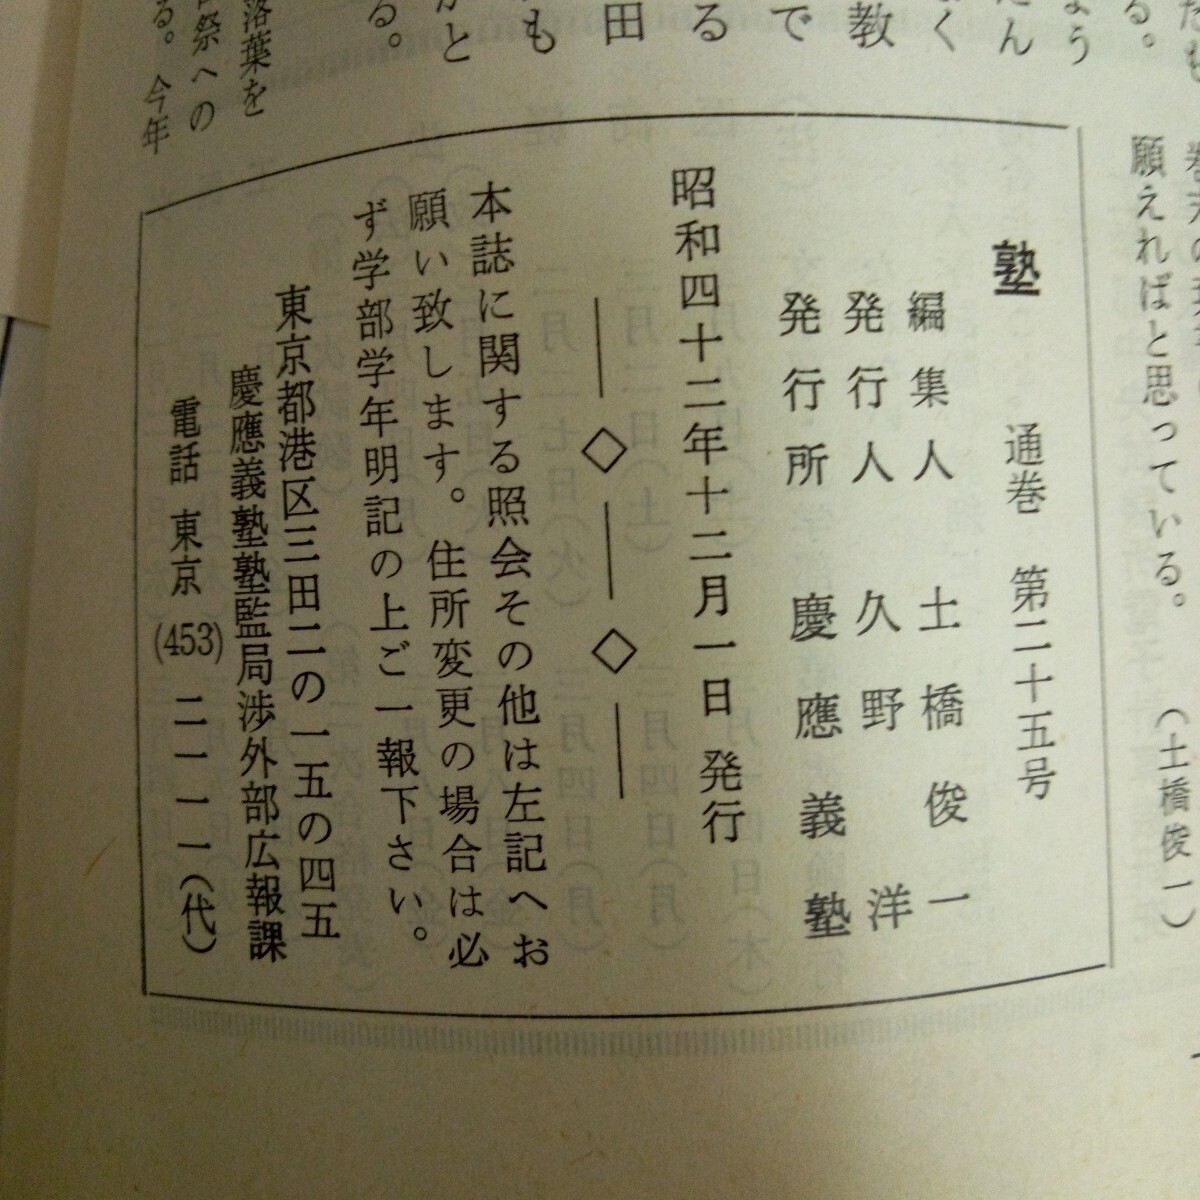 願えればと思っている。
（土橋俊一）
塾　通巻　第二十五号
編集人　土橋俊一
発行人　久野洋
発行所　慶應義塾
昭和四十二年十二月一日　発行
本誌に関する照会その他は左記へお
願い致します。住所変更の場合は必
ず学部学年明記の上ご一報下さい。
東京都港区三田二の一五の四五
慶應義塾塾監局渉外部広報課
電話　東京　(453)　二一一一(代)
落葉を
祭への
る。今年